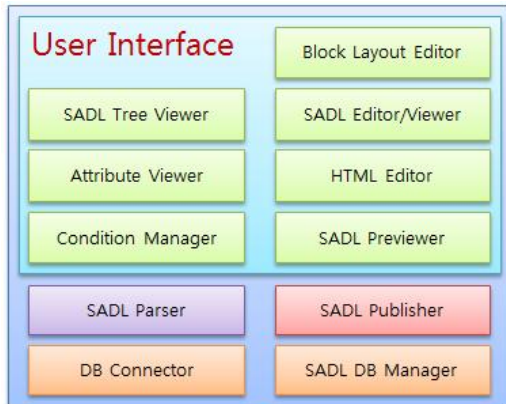 User Interface
Block Layout Editor
SADL Tree Viewer
SADL Editor/Viewer
Attribute Viewer
HTML Editor
Condition Manager
SADL Previewer
SADL Parser
SADL Publisher
DB Connector
SADL DB Manager